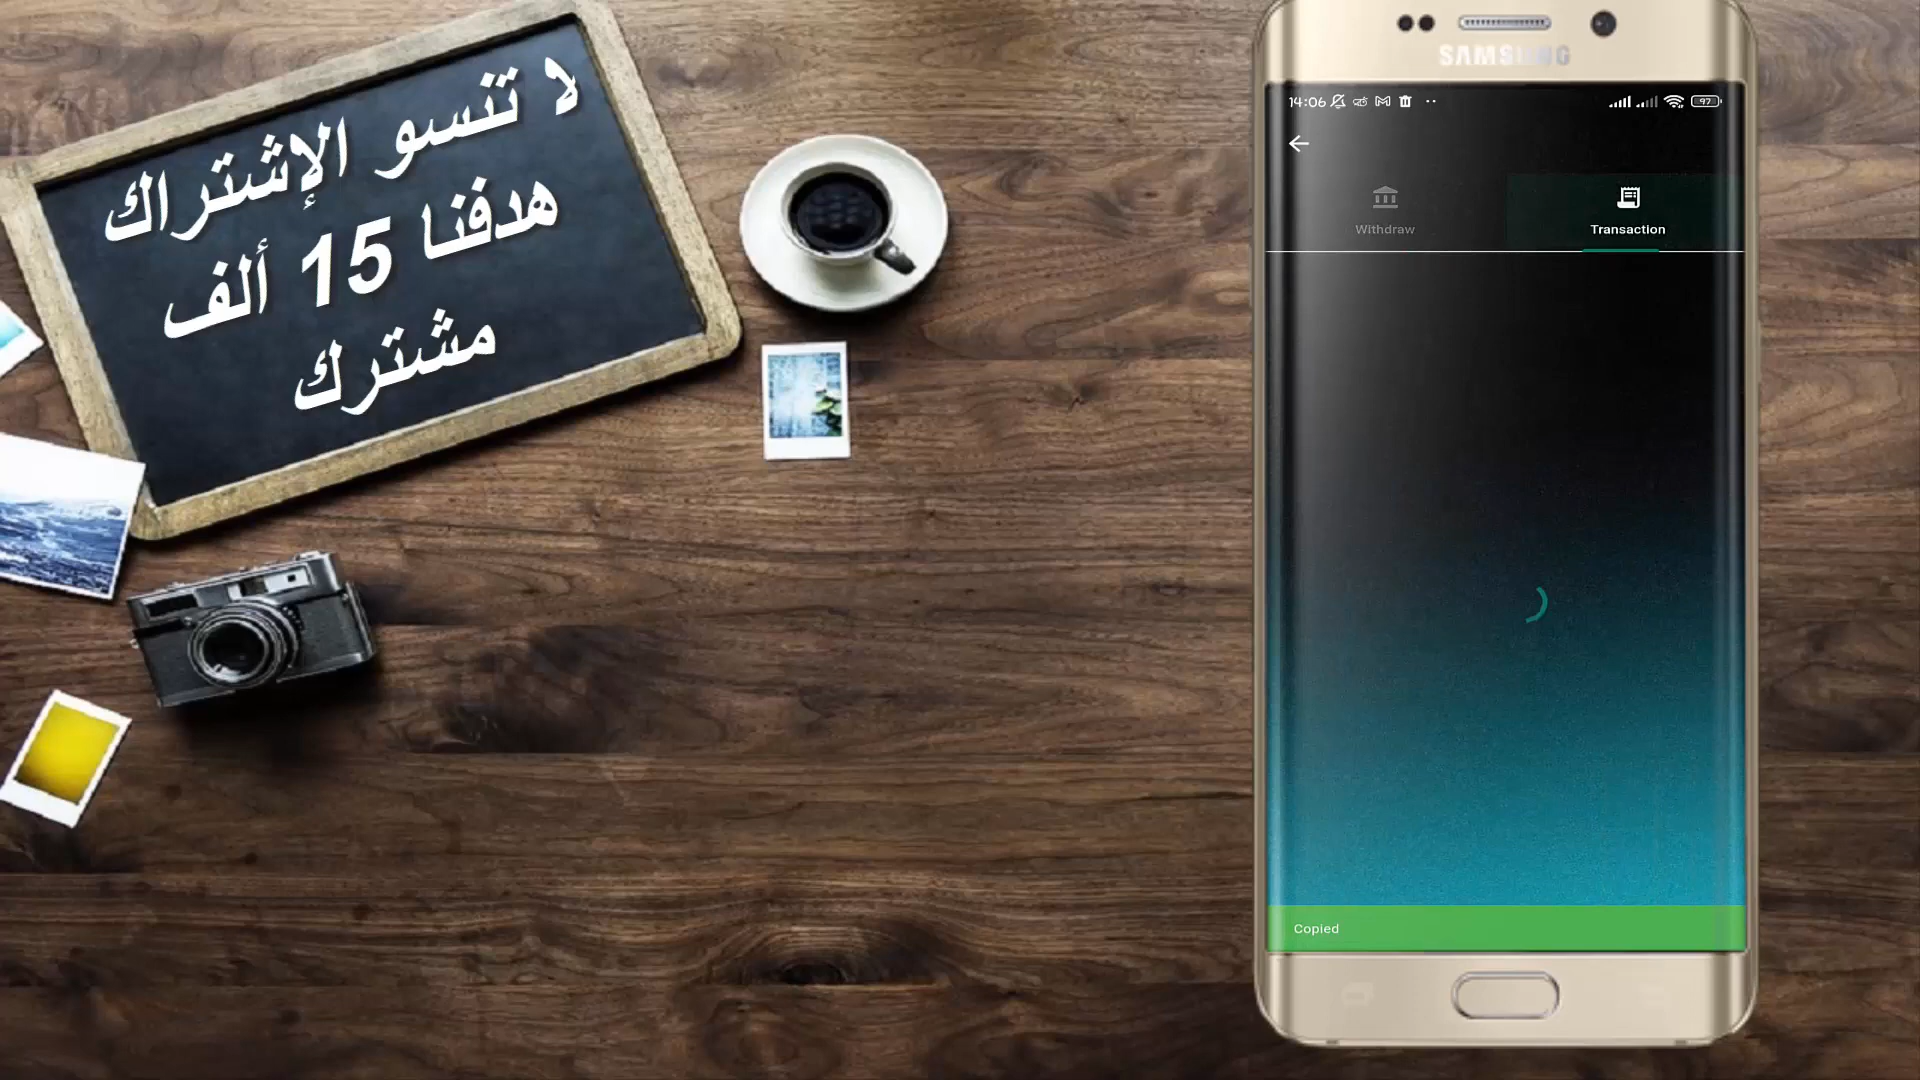 لا تنسو الإشتراك
هدفنا 15 ألف
مشترك
SAMSUNG
14:06
97
Withdraw
Transaction
Copied